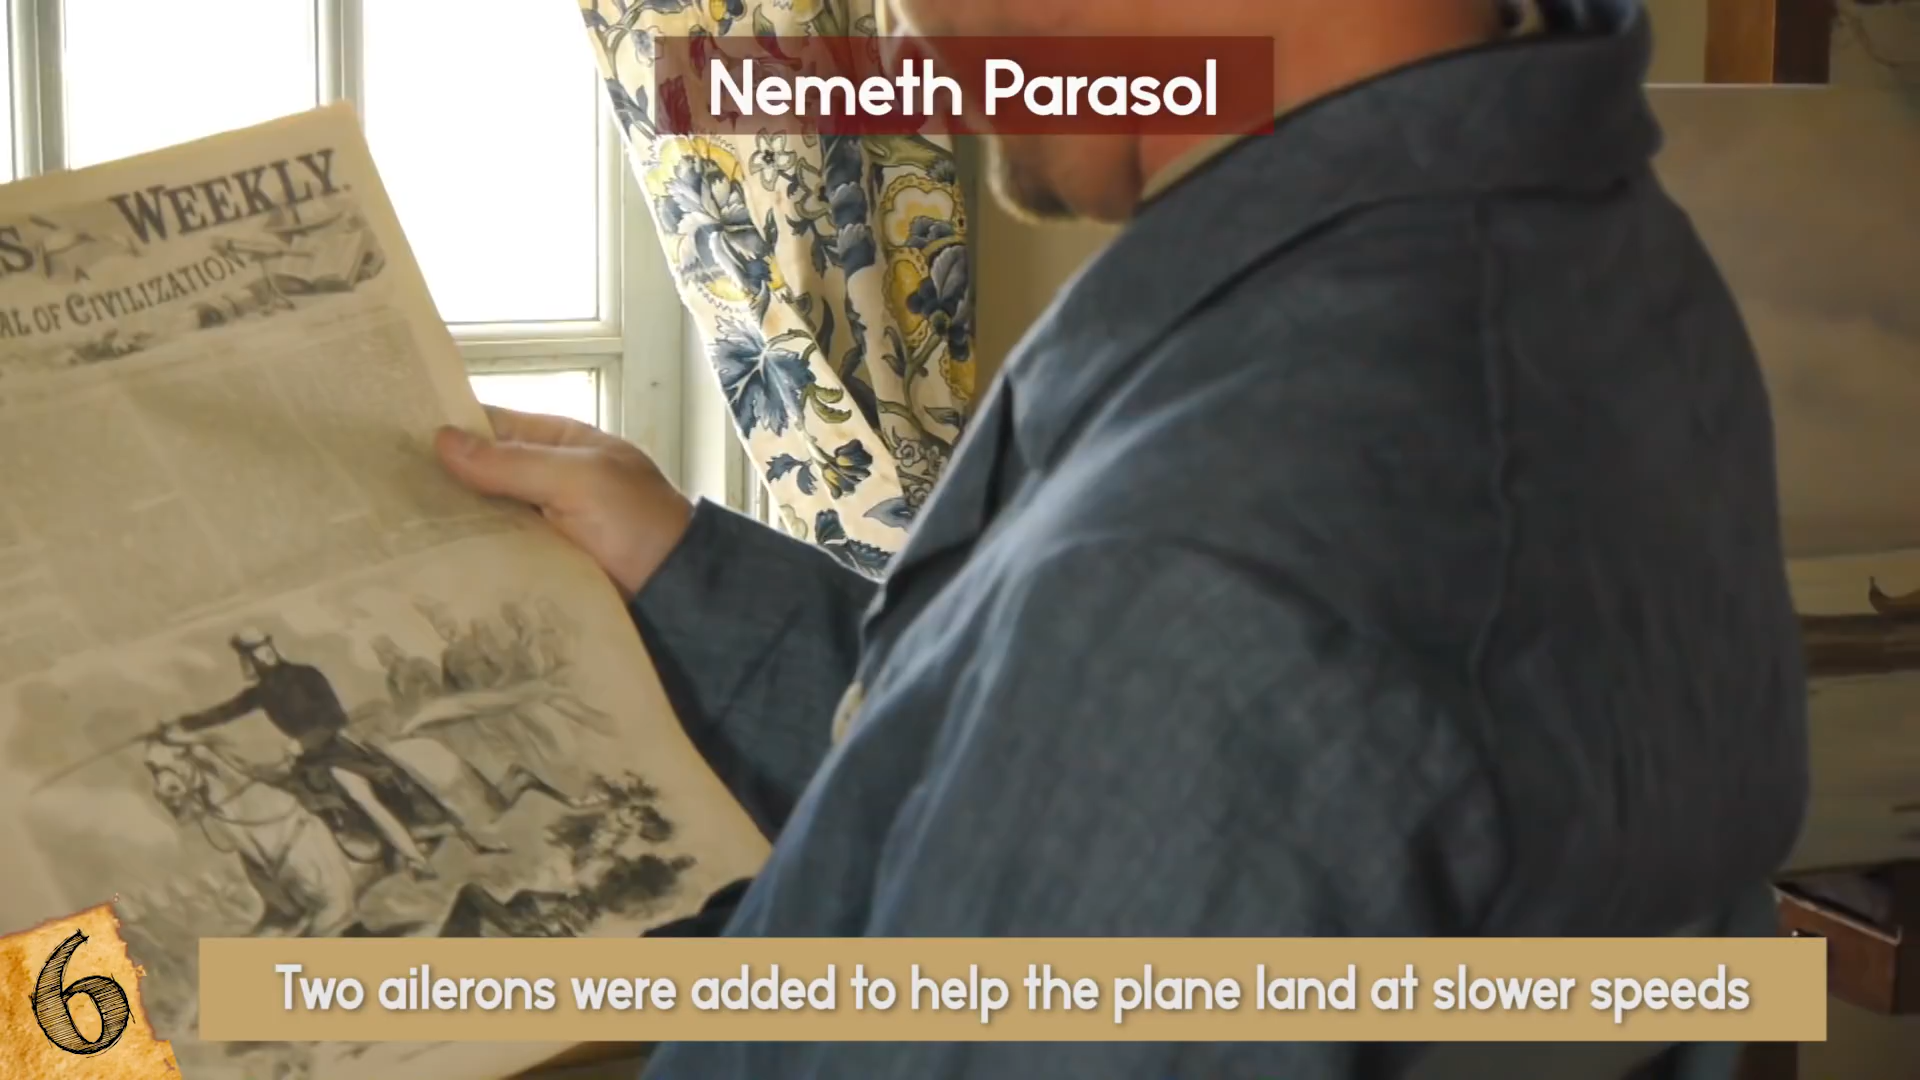 Nemeth Parasol
S WEEKLY.
A
AL OF CIVILIZATION
6
Two ailerons were added to help the plane land at slower speeds